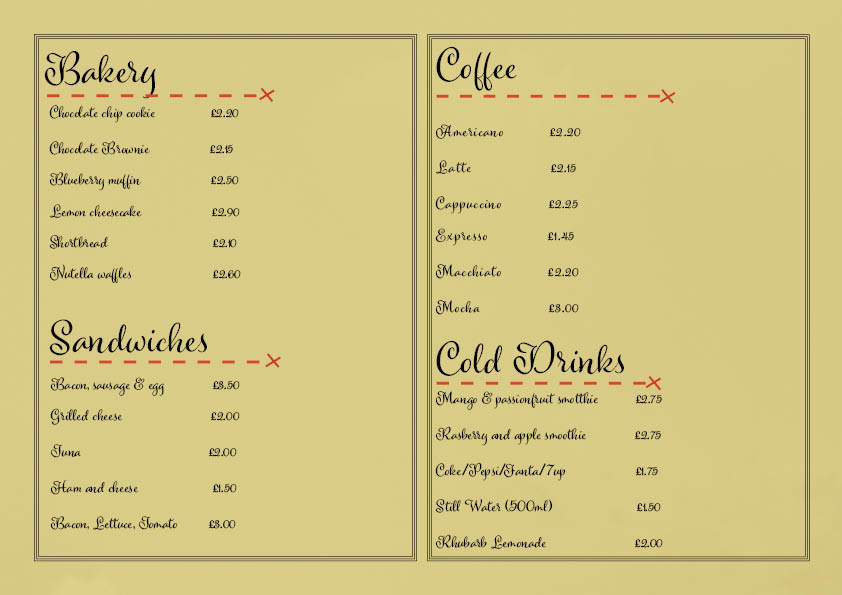 Bakery
Chocolate chip cookie £2.20
Chocolate Brownie £2.15
Blueberry muffin £2.50
Lemon cheesecake £2.90
Shortbread £2.10
Nutella waffles £2.60
Sandwiches
Bacon, sausage & egg £3.50
Grilled cheese £2.00
Tuna £2.00
Ham and cheese £1.50
Bacon, Lettuce, Tomato £3.00
Coffee
Americano £2.20
Latte £2.15
Cappuccino £2.25
Expresso £1.45
Macchiato £2.20
Mocha £3.00
Cold Drinks
Mango & passionfruit smotthie £2.75
Rasberry and apple smoothie £2.75
Coke/Pepsi/Fanta/7up £1.75
Still Water (500ml) £1.50
Rhubarb Lemonade £2.00